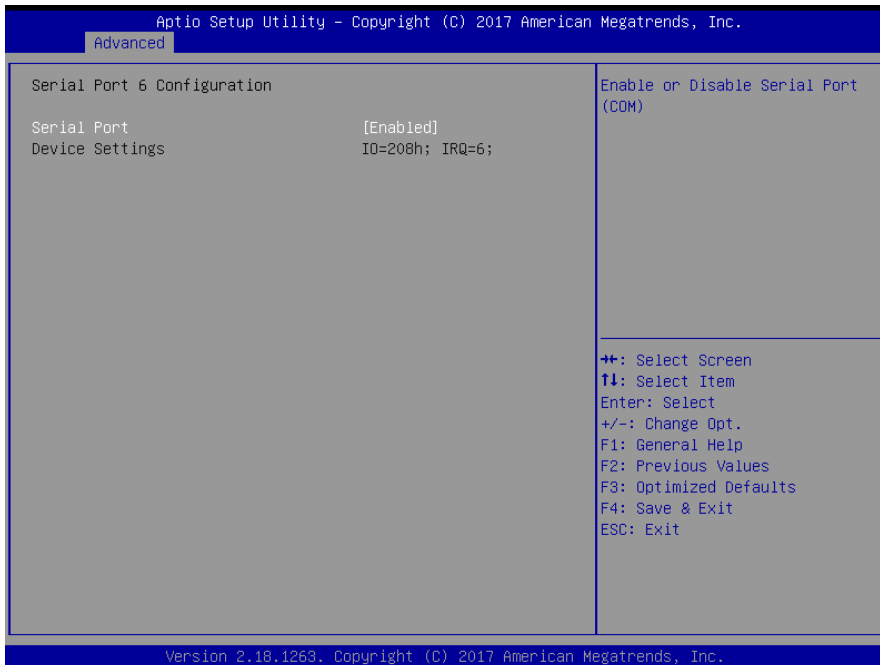 Aptio Setup Utility – Copyright (C) 2017 American Megatrends, Inc.
Advanced
Serial Port 6 Configuration
Serial Port [Enabled]
Device Settings IO=208h; IRQ=6;
Enable or Disable Serial Port
(COM)
→←: Select Screen
↑↓: Select Item
Enter: Select
+/-: Change Opt.
F1: General Help
F2: Previous Values
F3: Optimized Defaults
F4: Save & Exit
ESC: Exit
Version 2.18.1263. Copyright (C) 2017 American Megatrends, Inc.